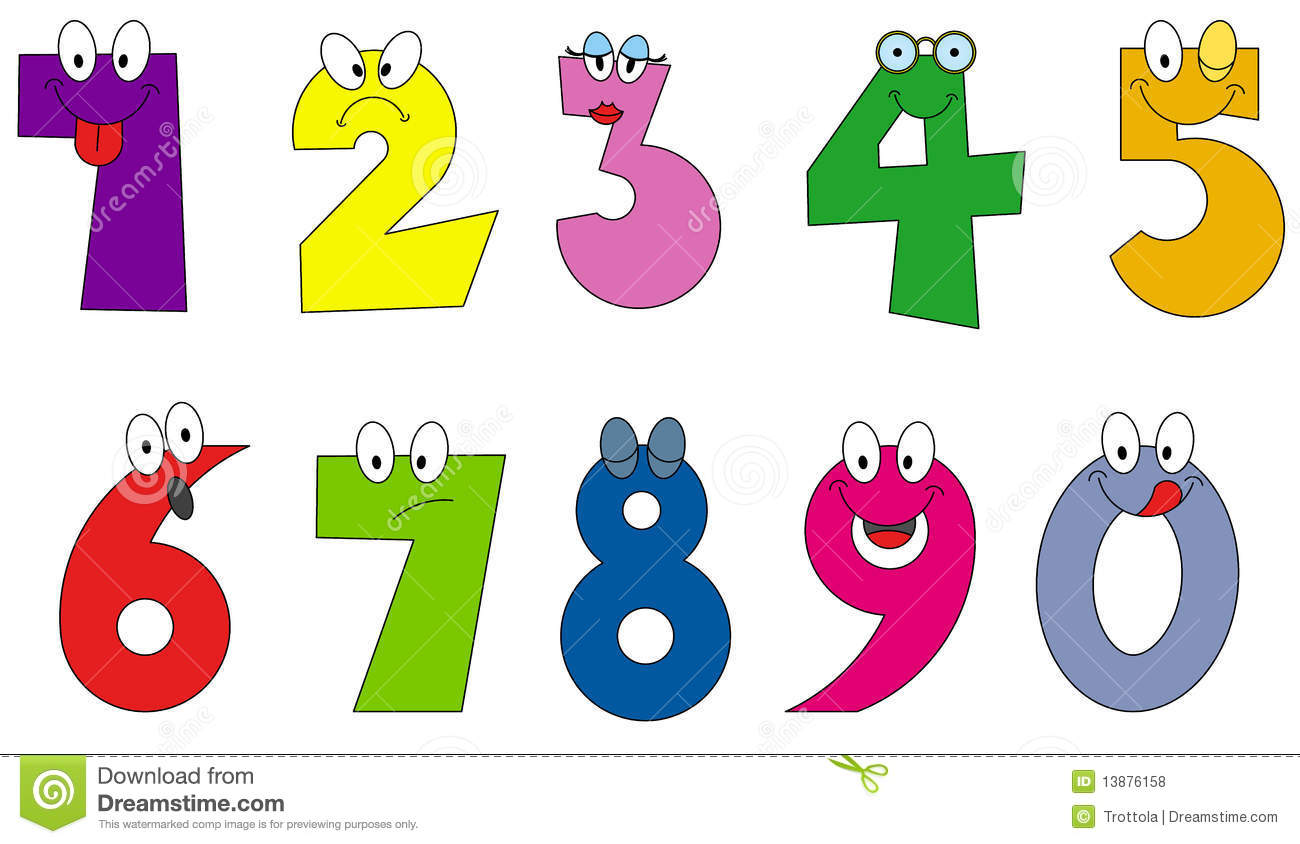 1 2 3 4 5
6 7 8 9 0
dreamstime
Download from
Dreamstime.com
This watermarked comp image is for previewing purposes only.
ID 13876158
© Trottola | Dreamstime.com